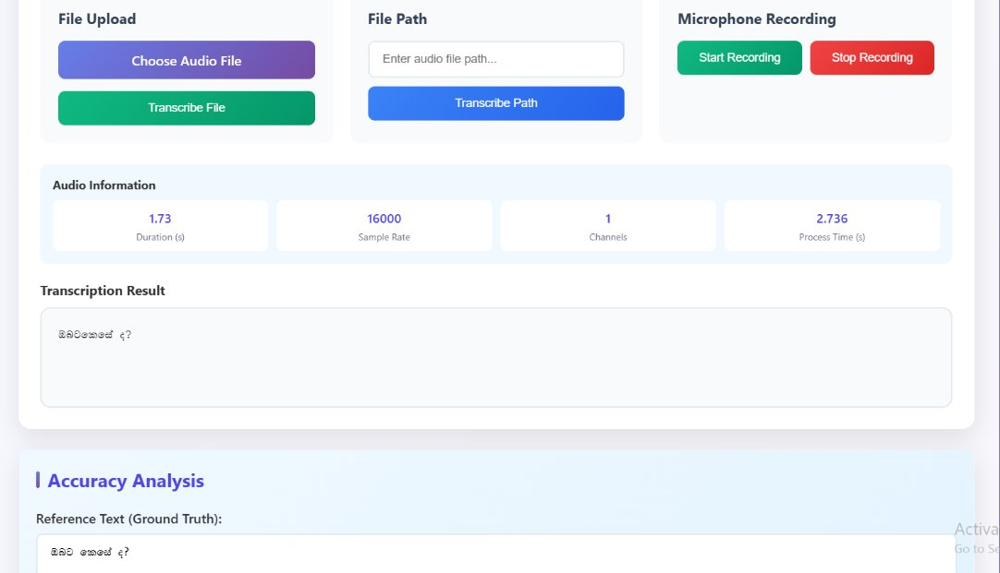 File Upload
Choose Audio File
Transcribe File
File Path
Enter audio file path...
Transcribe Path
Microphone Recording
Start Recording
Stop Recording
Audio Information
1.73
Duration (s)
16000
Sample Rate
1
Channels
2.736
Process Time (s)
Transcription Result
ඔබටකෙසේ ද?
Accuracy Analysis
Reference Text (Ground Truth):
ඔබට කෙසේ ද?
Activa
Go to Se